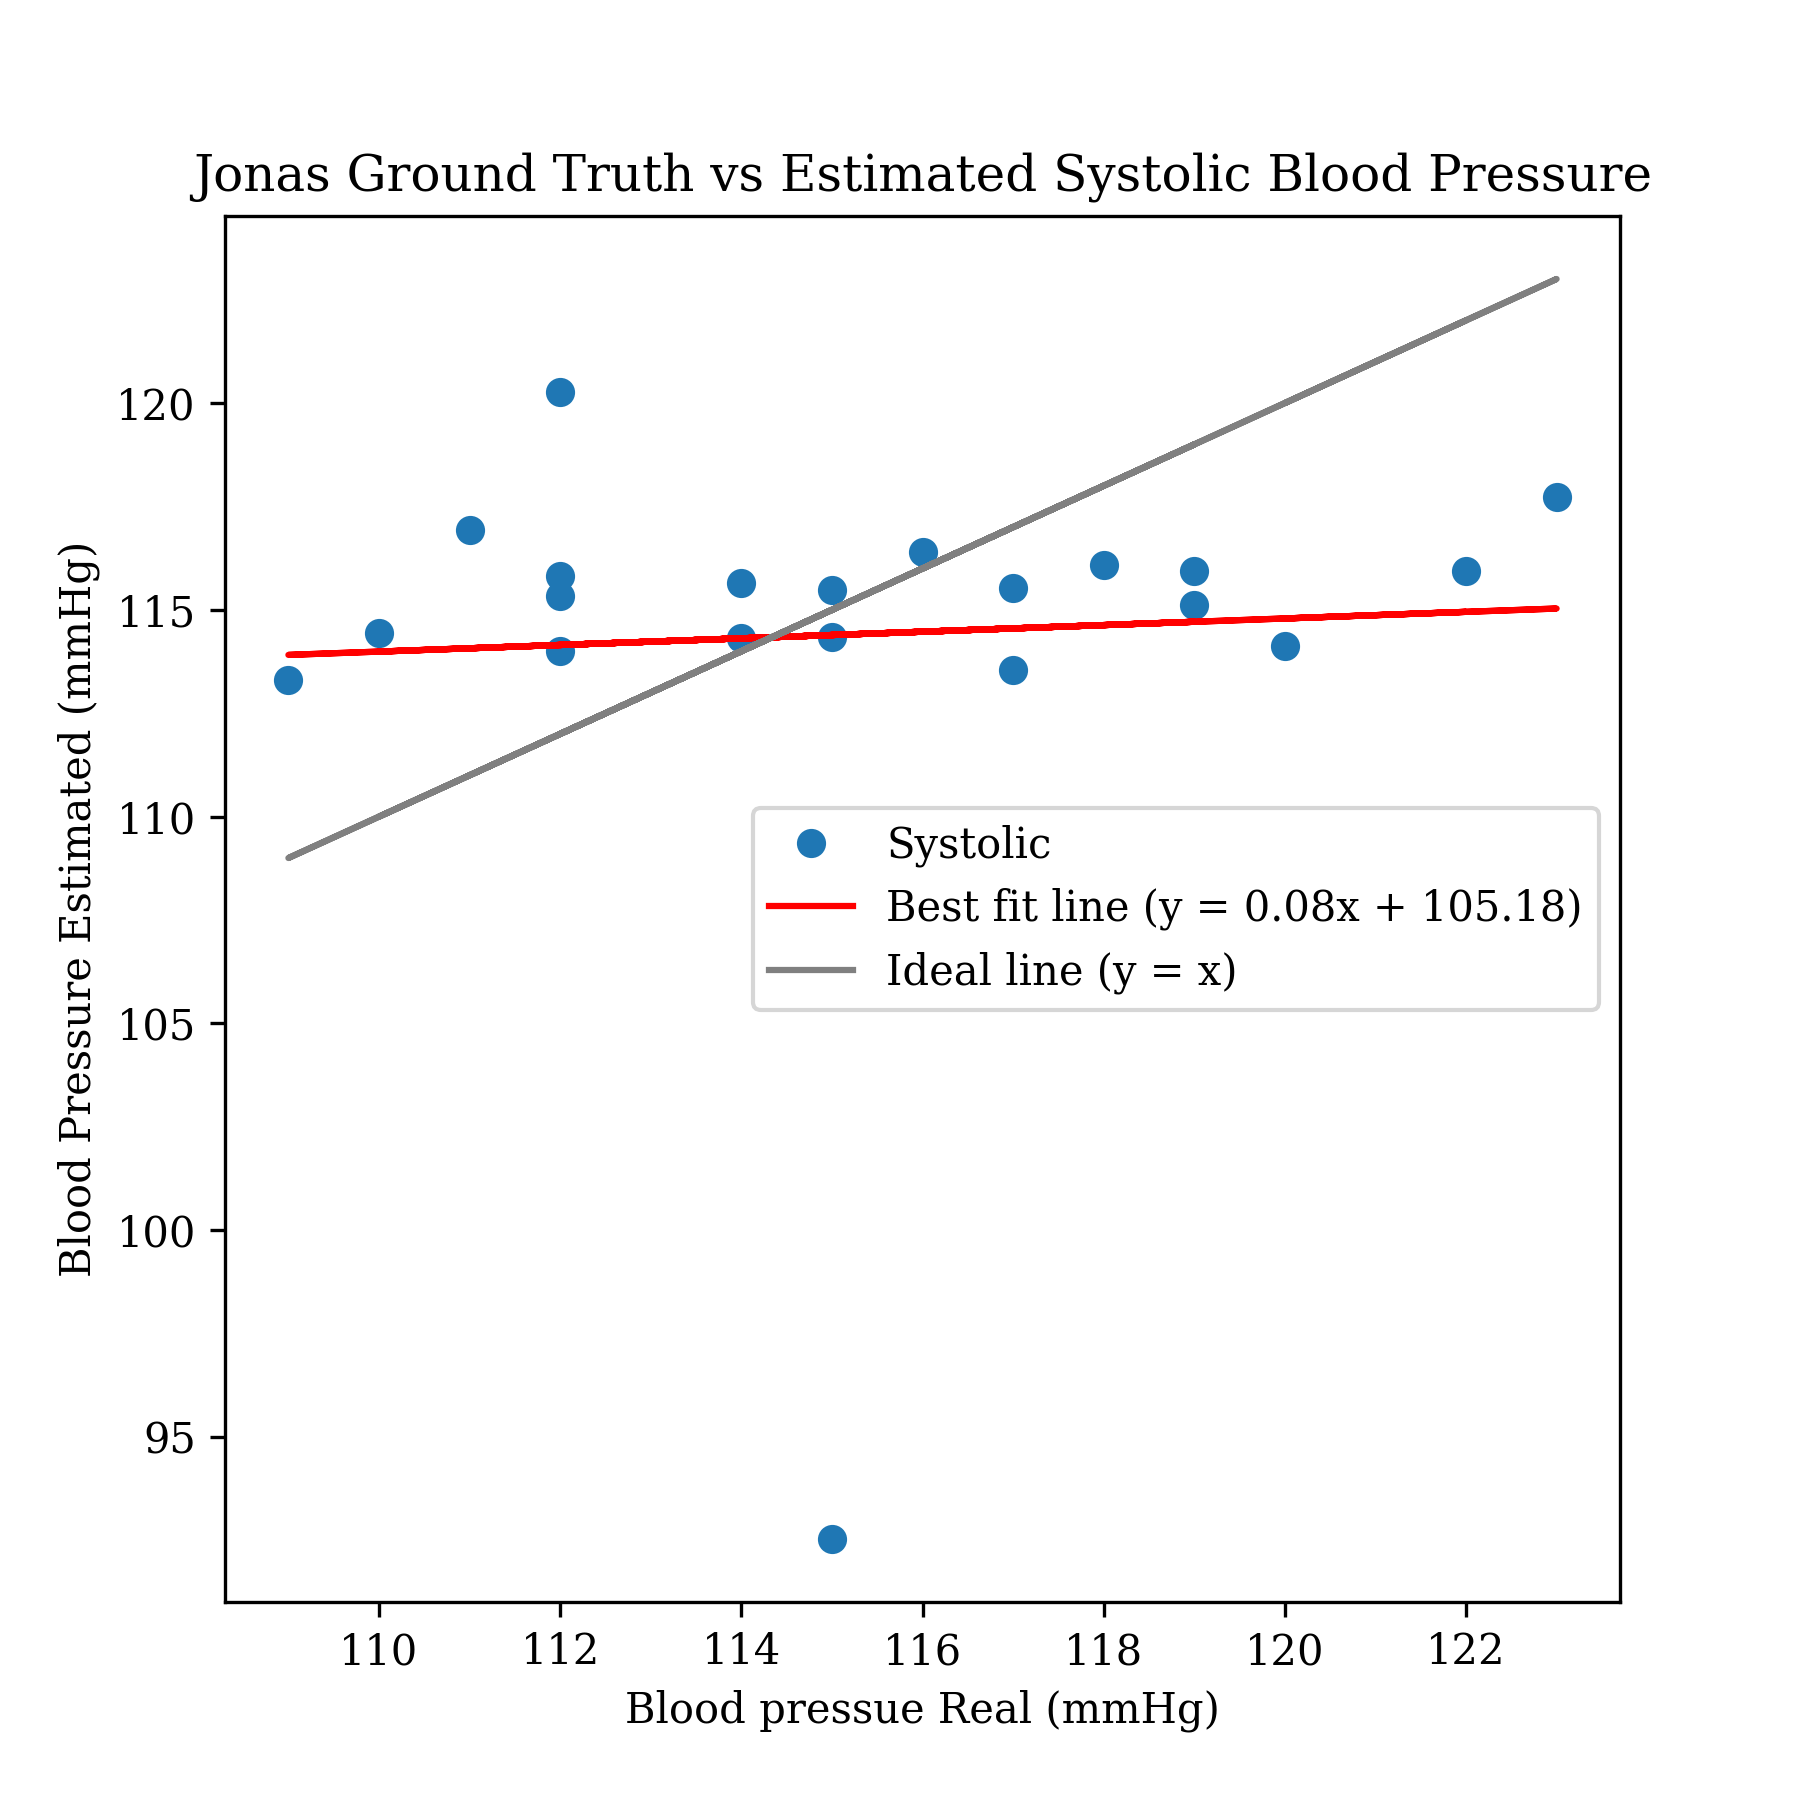 Jonas Ground Truth vs Estimated Systolic Blood Pressure
Blood Pressure Estimated (mmHg)
120
115
110
105
100
95
Systolic
Best fit line (y = 0.08x + 105.18)
Ideal line (y = x)
110 112 114 116 118 120 122
Blood pressue Real (mmHg)